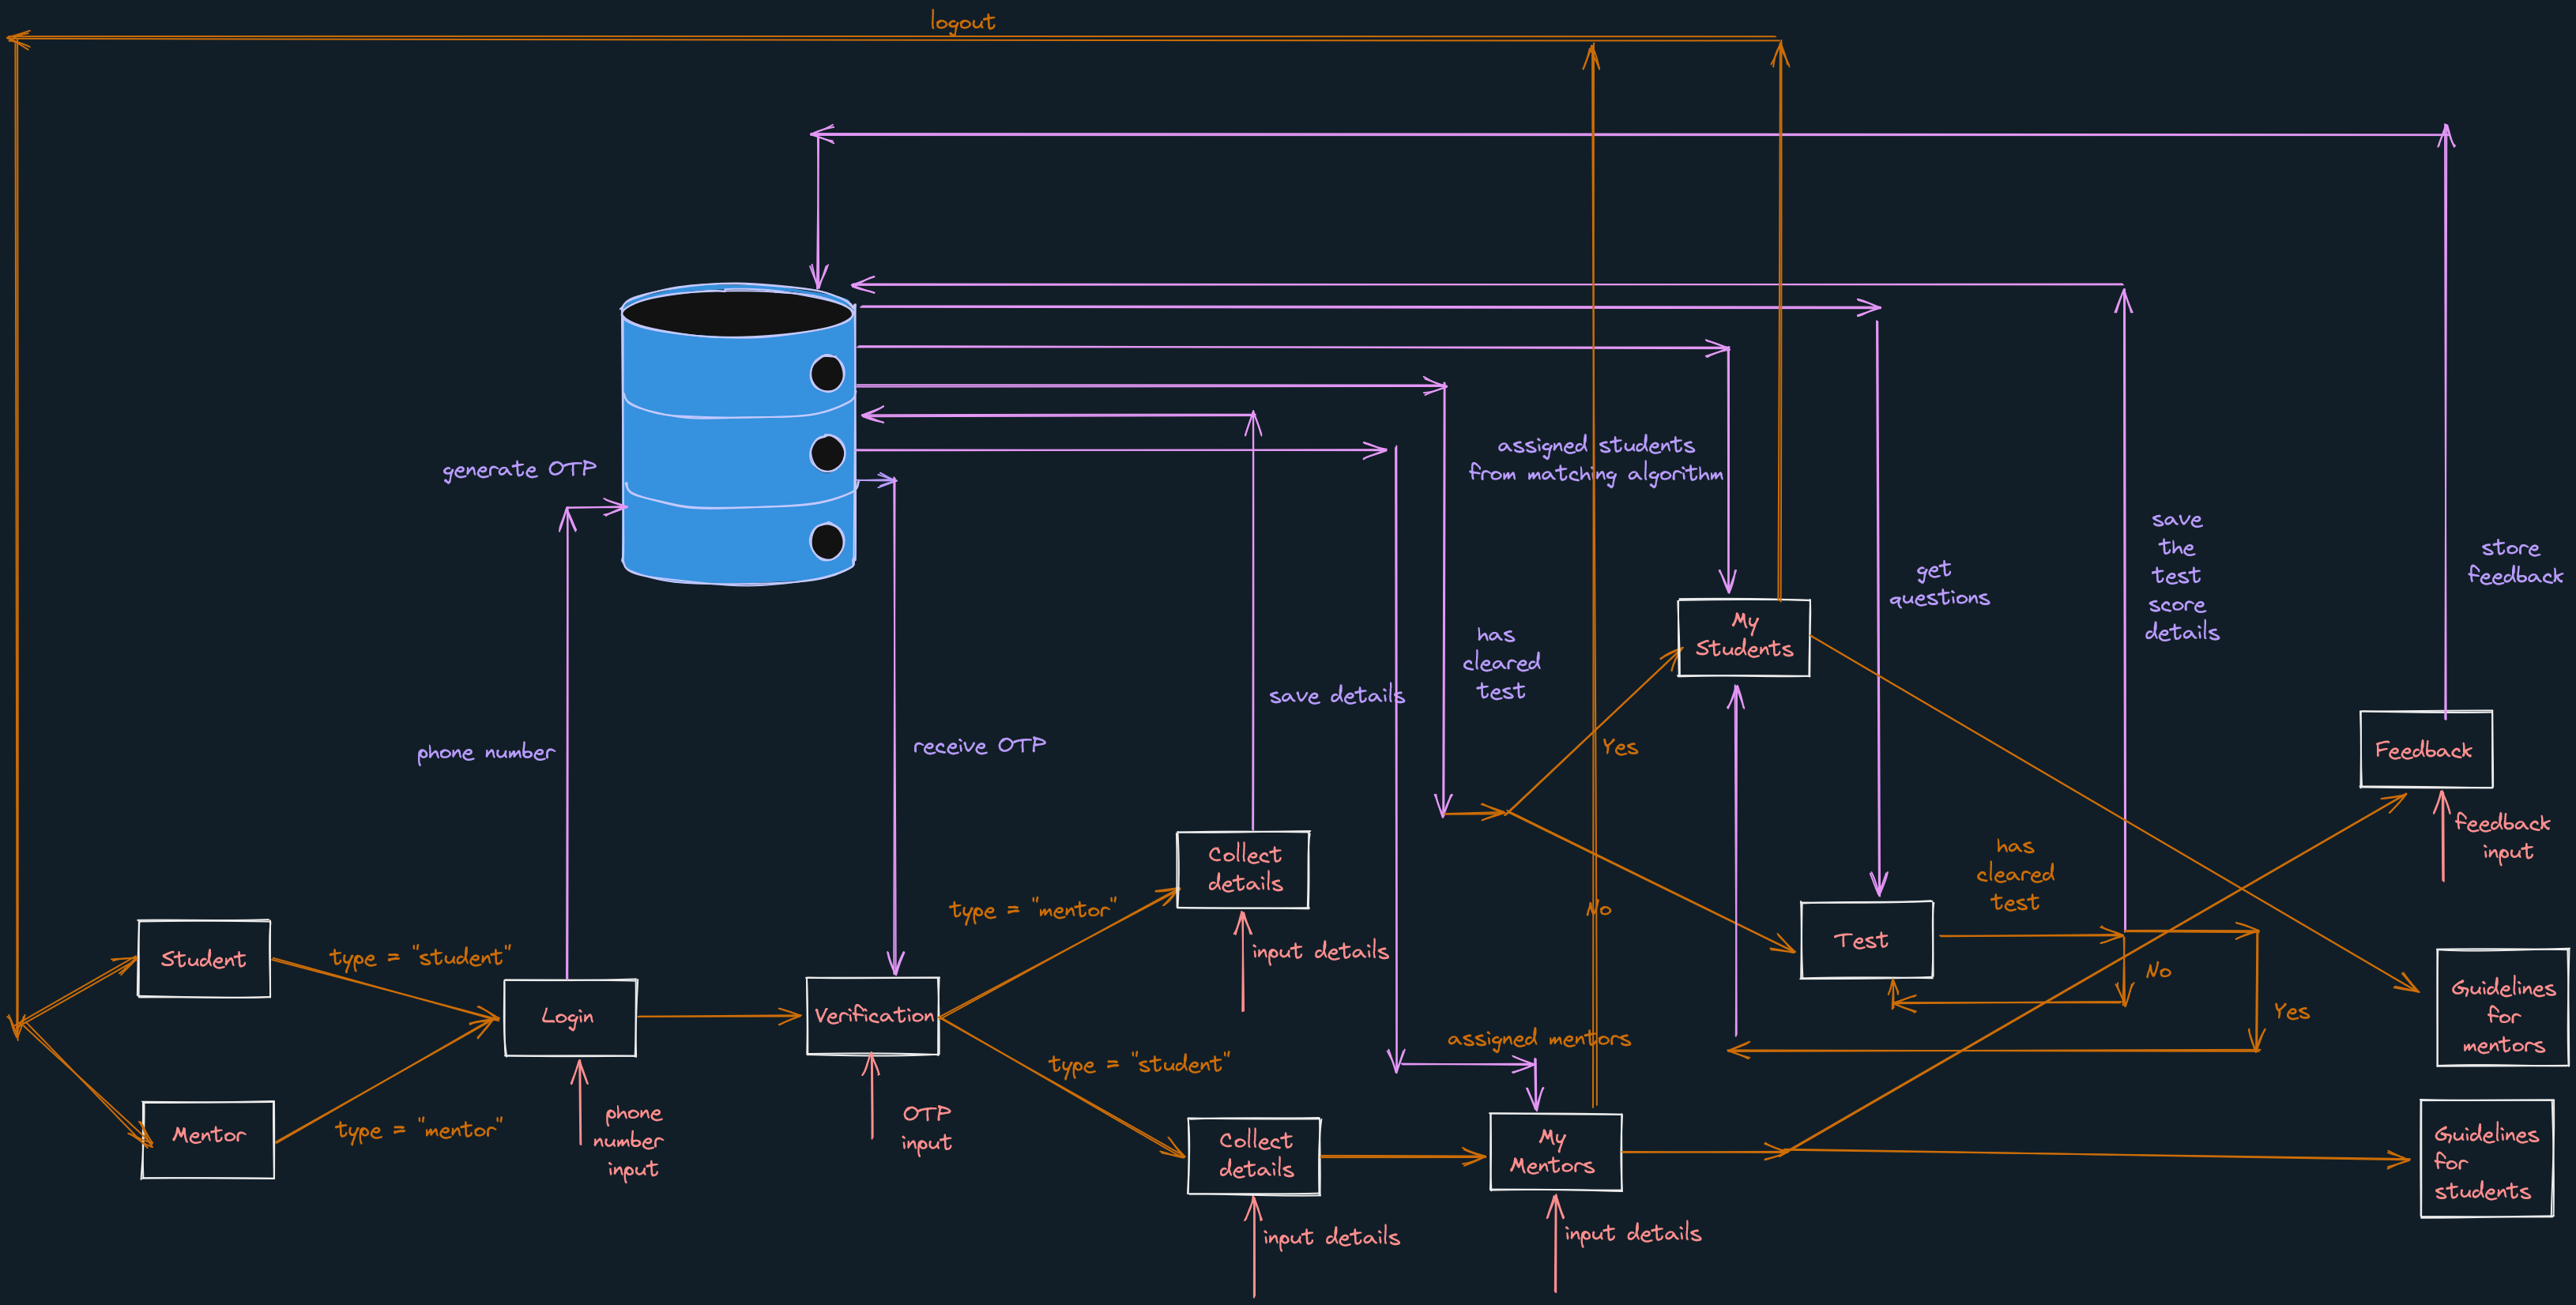 logout
generate OTP
assigned students
from matching algorithm
save
the
test
score
details
store
feedback
get
questions
My
Students
has
cleared
test
save details
phone number
receive OTP
Yes
Feedback
feedback
input
Collect
details
has
cleared
test
type = "mentor"
No
input details
Test
Student
type = "student"
No
Login
Verification
Yes
Guidelines
for
mentors
assigned mentors
type = "student"
Mentor
type = "mentor"
phone
number
input
OTP
input
Collect
details
My
Mentors
Guidelines
for
students
input details
input details